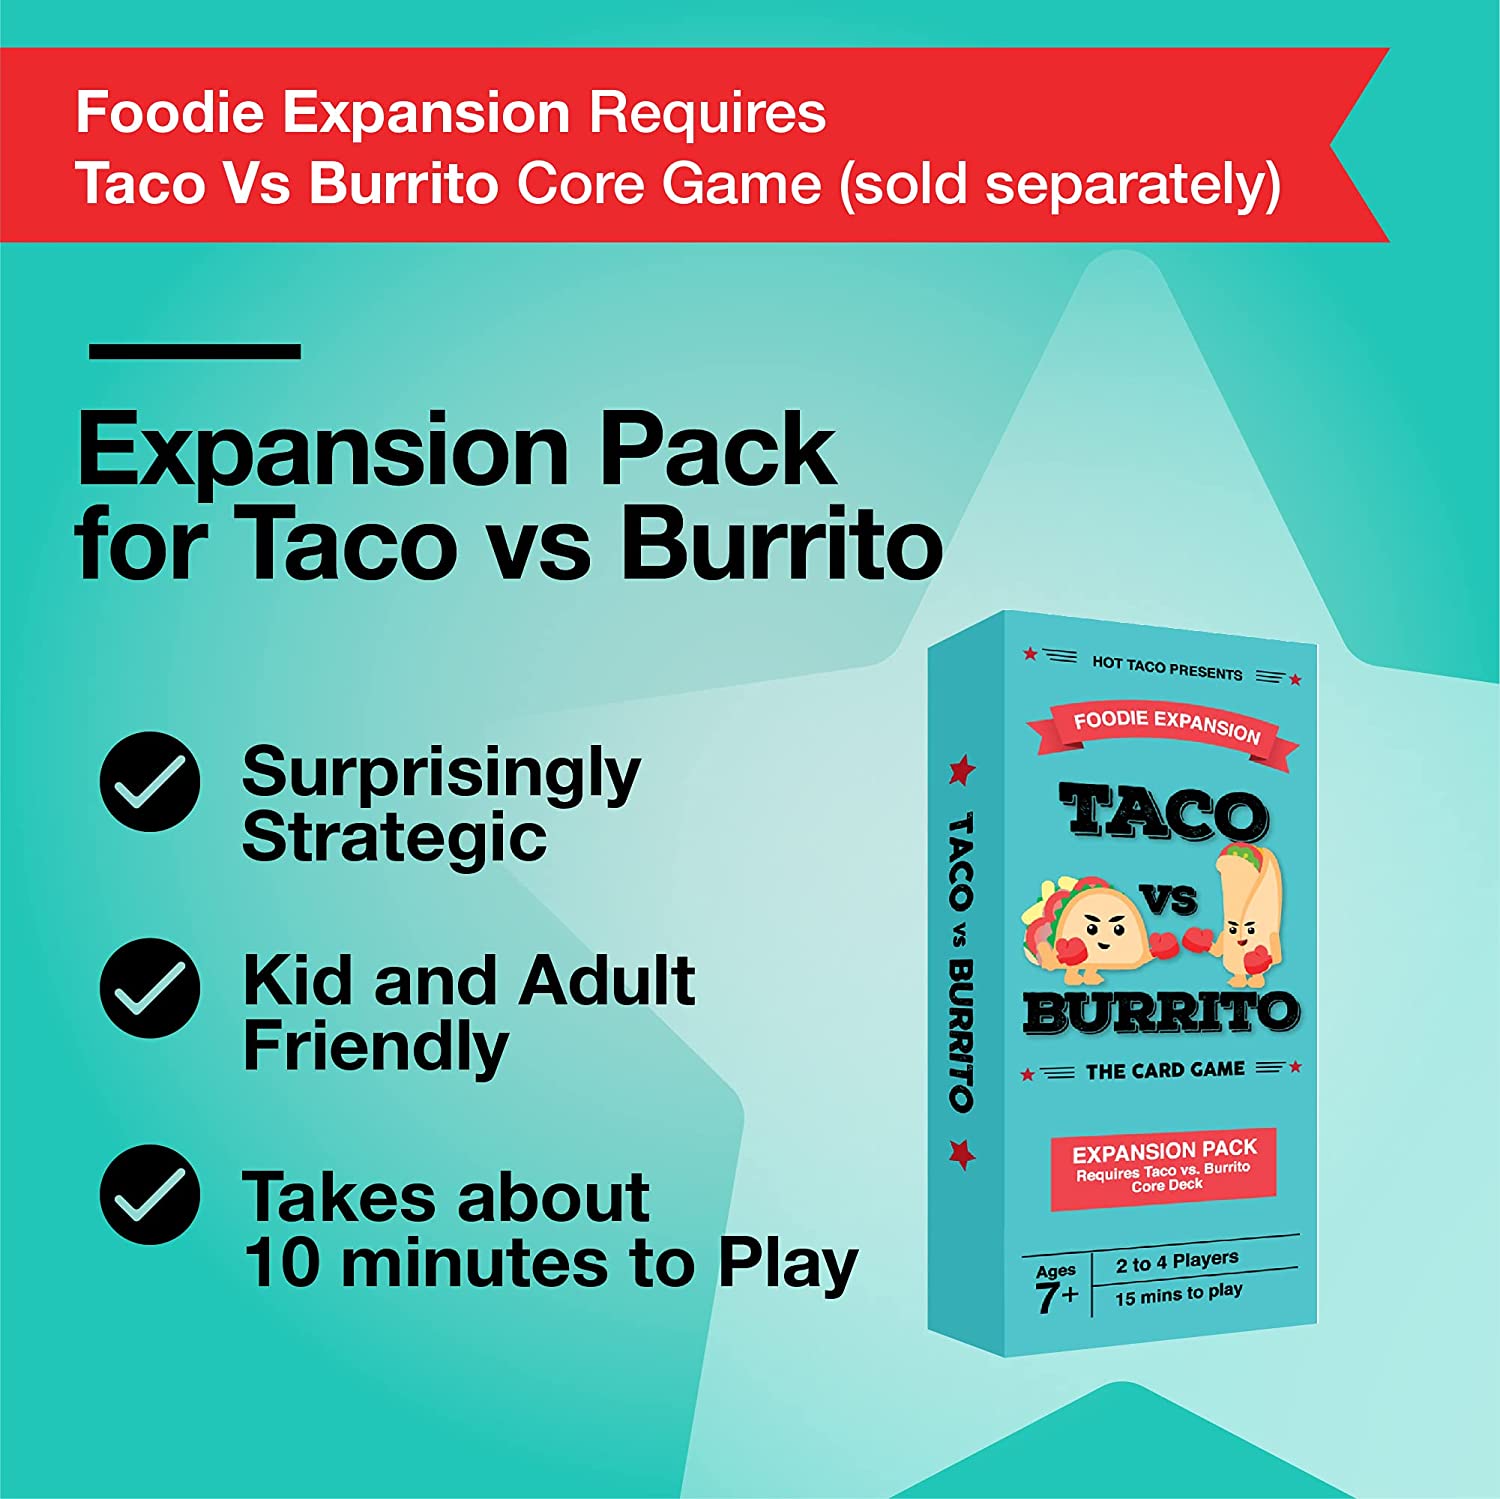 Foodie Expansion Requires
Taco Vs Burrito Core Game (sold separately)
Expansion Pack
for Taco vs Burrito
Surprisingly
Strategic
Kid and Adult
Friendly
Takes about
10 minutes to Play
TACO vs BURRITO
HOT TACO PRESENTS
FOODIE EXPANSION
TACO
VS
BURRITO
THE CARD GAME
EXPANSION PACK
Requires Taco vs. Burrito
Core Deck
Ages
7+
2 to 4 Players
15 mins to play